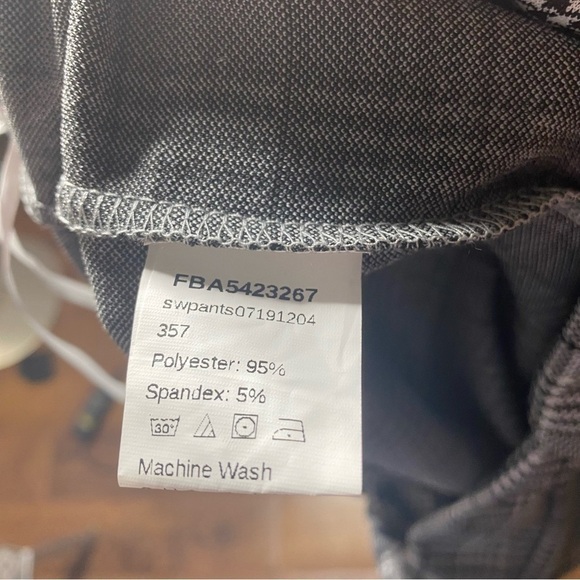 FBA5423267
swpants07191204
357
Polyester: 95%
Spandex: 5%
30°
Machine Wash